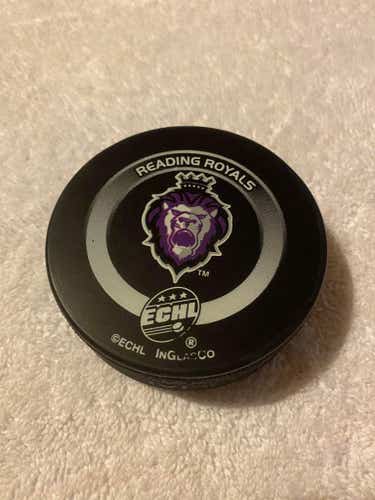 READING ROYALS
TM
ECHL
®
©ECHL INGLASCO